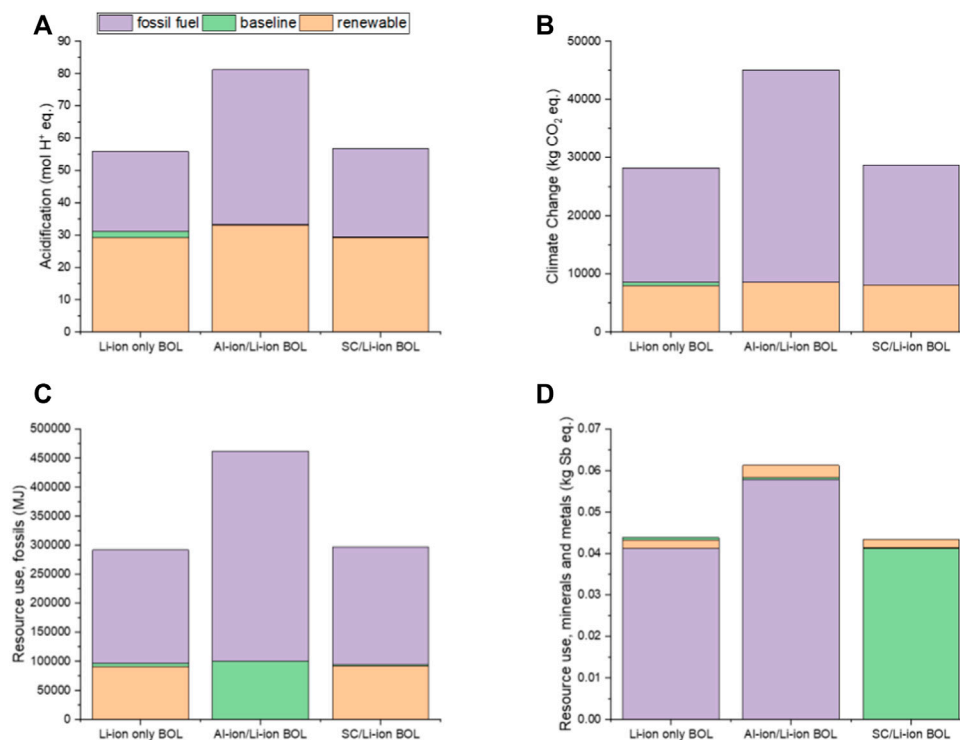 A
fossil fuel
baseline
renewable
90
80
70
60
50
40
30
20
10
0
Acidification (mol H⁺ eq.)
Li-ion only BOL
Al-ion/Li-ion BOL
SC/Li-ion BOL
B
50000
40000
30000
20000
10000
0
Climate Change (kg CO₂ eq.)
Li-ion only BOL
Al-ion/Li-ion BOL
SC/Li-ion BOL
C
500000
450000
400000
350000
300000
250000
200000
150000
100000
50000
0
Resource use, fossils (MJ)
Li-ion only BOL
Al-ion/Li-ion BOL
SC/Li-ion BOL
D
0.07
0.06
0.05
0.04
0.03
0.02
0.01
0.00
Resource use, minerals and metals (kg Sb eq.)
Li-ion only BOL
Al-ion/Li-ion BOL
SC/Li-ion BOL